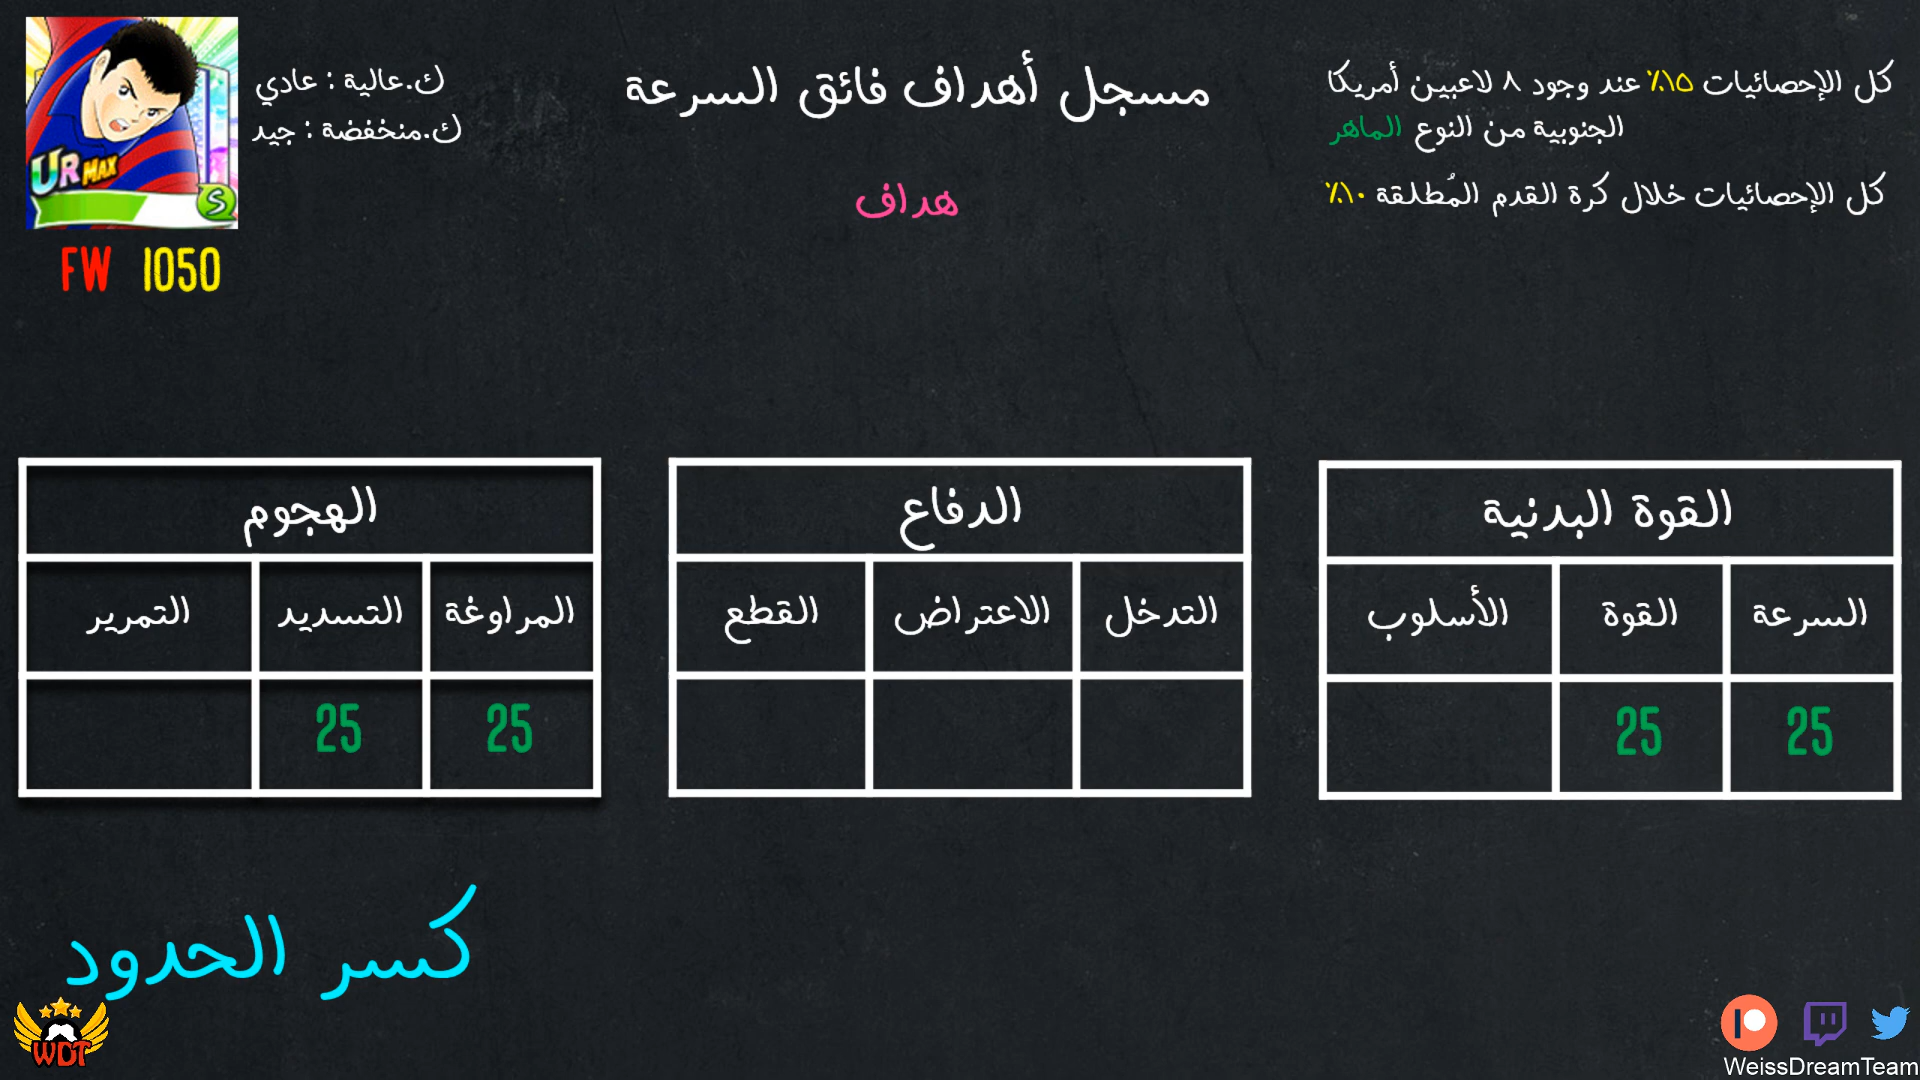 كل الإحصائيات ١٥٪ عند وجود ٨ لاعبين أمريكا
الجنوبية من النوع الماهر
كل الإحصائيات خلال كرة القدم المُطلقة ١٠٪
مسجل أهداف فائق السرعة
هداف
ك.عالية : عادي
ك.منخفضة : جيد
UR MAX
S
FW 1050
القوة البدنية
السرعة القوة الأسلوب
25 25
الدفاع
التدخل الاعتراض القطع
الهجوم
المراوغة التسديد التمرير
25 25
كسر الحدود
WDT
WeissDreamTeam